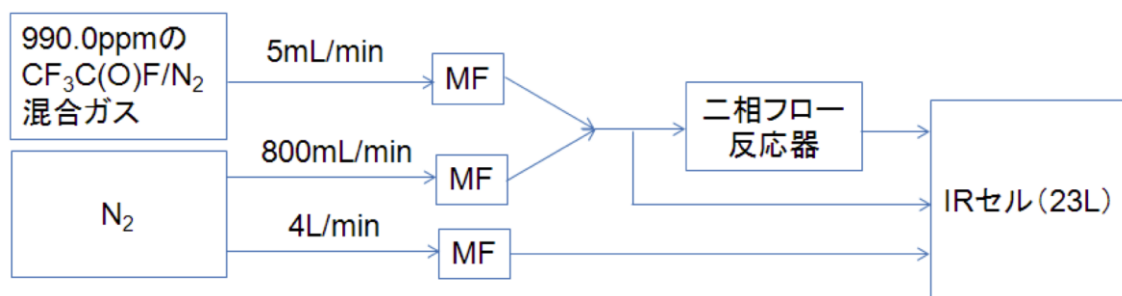 990.0ppmの
CF₃C(O)F/N₂
混合ガス
5mL/min
MF
二相フロー
反応器
800mL/min
MF
N₂
4L/min
MF
IRセル(23L)